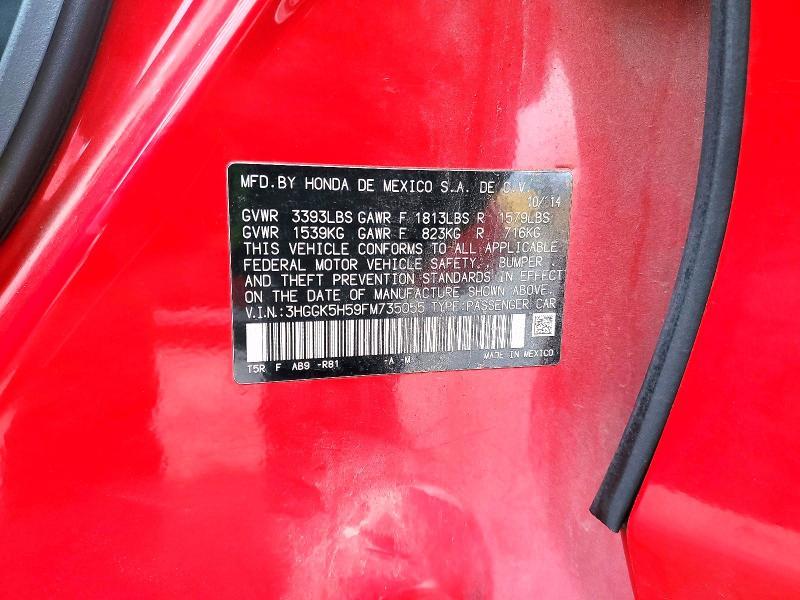 MFD.BY HONDA DE MEXICO S.A. DE C.V.
10/'14
GVWR 3393LBS GAWR F 1813LBS R 1579LBS
GVWR 1539KG GAWR F 823KG R 716KG
THIS VEHICLE CONFORMS TO ALL APPLICABLE
FEDERAL MOTOR VEHICLE SAFETY, BUMPER,
AND THEFT PREVENTION STANDARDS IN EFFECT
ON THE DATE OF MANUFACTURE SHOWN ABOVE.
V.I.N.:3HGGK5H59FM735055 TYPE:PASSENGER CAR
T5R F AB9 -R81 -A -M MADE IN MEXICO